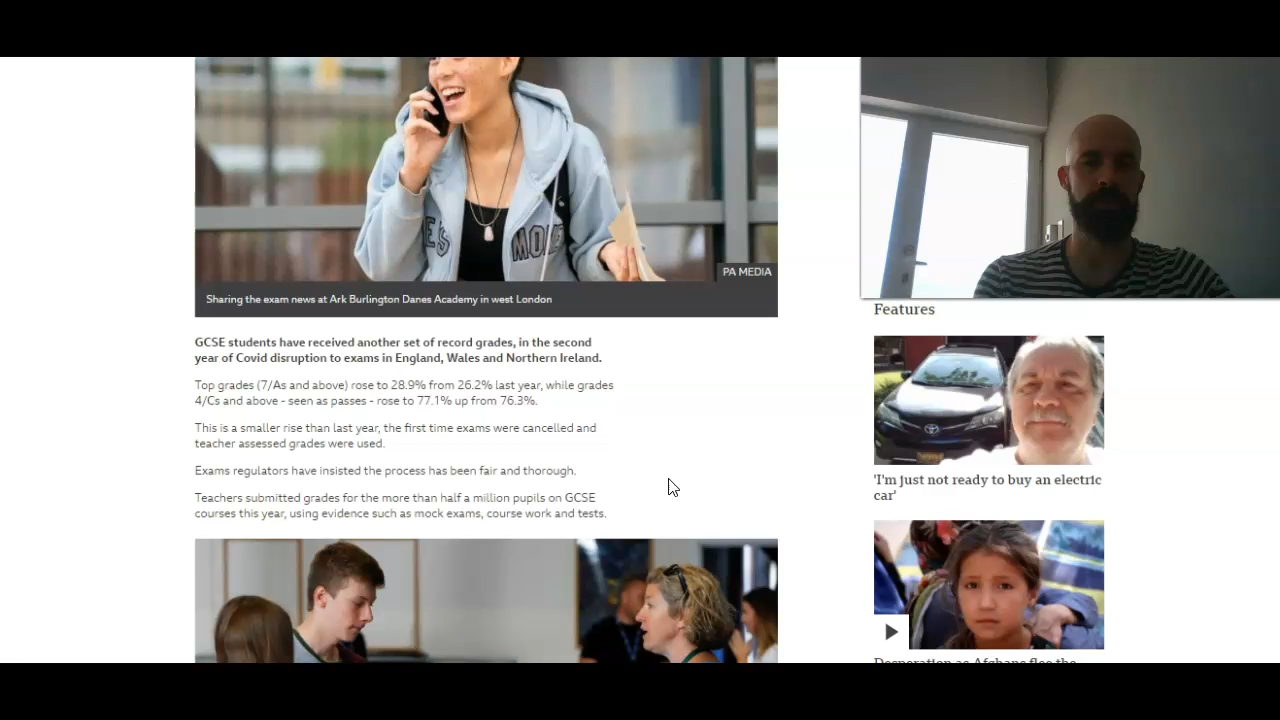 E'S
PA MEDIA
Sharing the exam news at Ark Burlington Danes Academy in west London
GCSE students have received another set of record grades, in the second
year of Covid disruption to exams in England, Wales and Northern Ireland.
Top grades (7/As and above) rose to 28.9% from 26.2% last year, while grades
4/Cs and above - seen as passes - rose to 77.1% up from 76.3%.
This is a smaller rise than last year, the first time exams were cancelled and
teacher assessed grades were used.
Exams regulators have insisted the process has been fair and thorough.
Teachers submitted grades for the more than half a million pupils on GCSE
courses this year, using evidence such as mock exams, course work and tests.
Features
'I'm just not ready to buy an electric
car'
Desperation as Afghans flee the